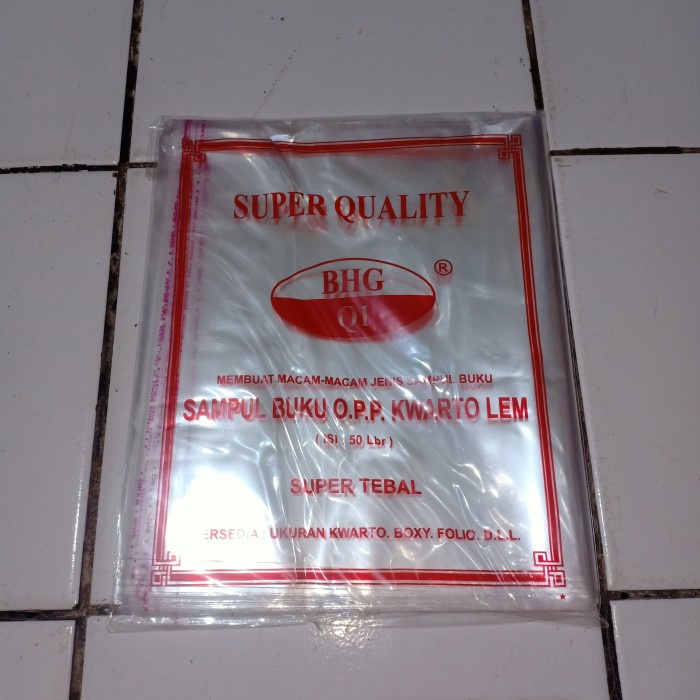 SUPER QUALITY
BHG ®
Q1
MEMBUAT MACAM-MACAM JENIS SAMPUL BUKU
SAMPUL BUKU O.P.P. KWARTO LEM
( ISI : 50 Lbr )
SUPER TEBAL
TERSEDIA : UKURAN KWARTO. BOXY. FOLIO. D.L.L.